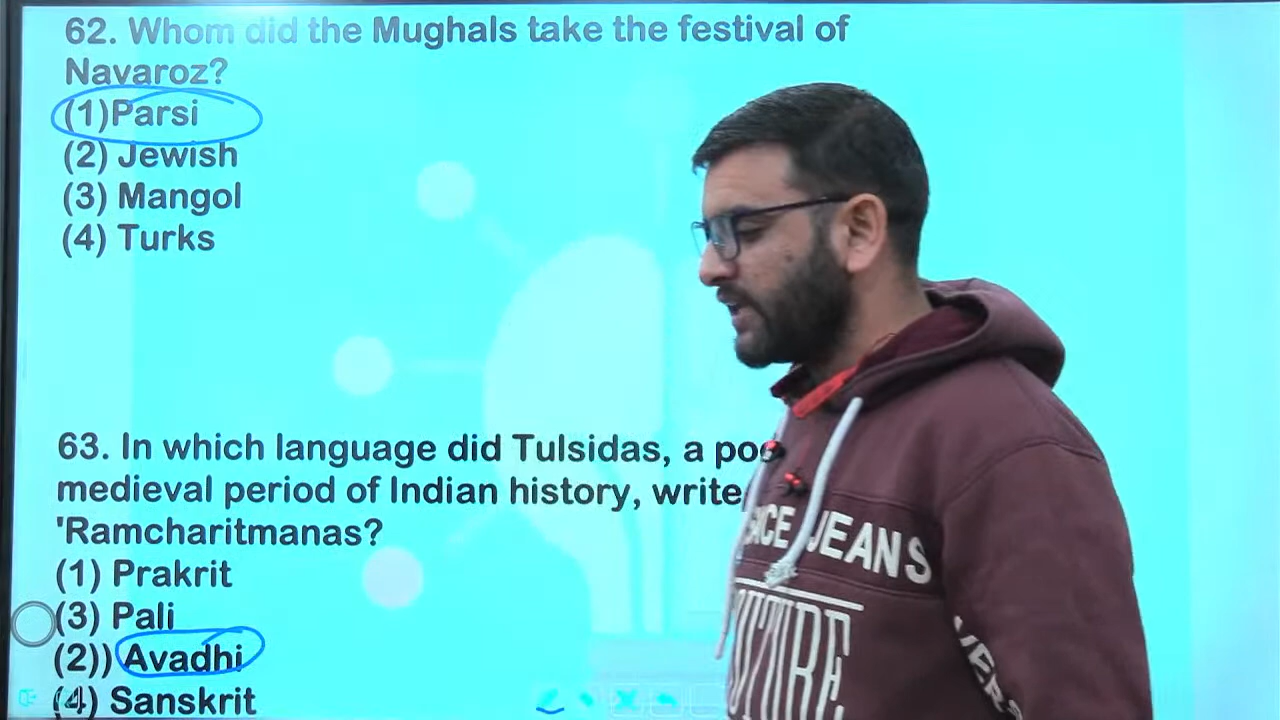 62. Whom did the Mughals take the festival of
Navaroz?
(1)Parsi
(2) Jewish
(3) Mangol
(4) Turks
63. In which language did Tulsidas, a
medieval period of Indian history, write
'Ramcharitmanas?
(1) Prakrit
(3) Pali
(2)) Avadhi
(4) Sanskrit
JEANS